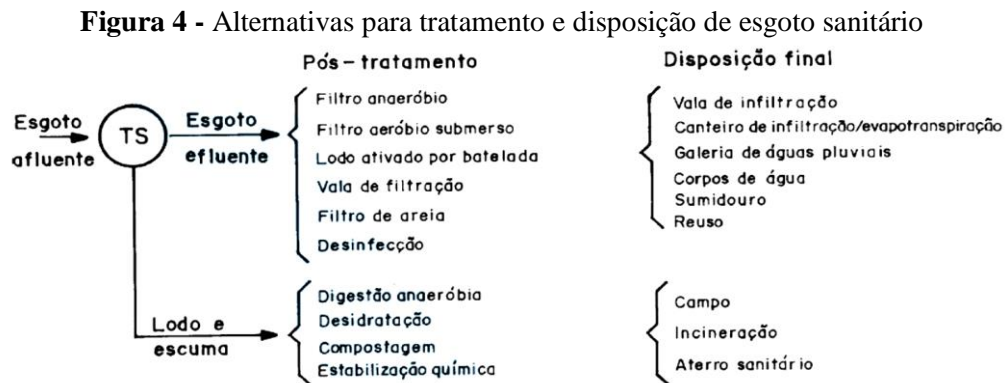 Figura 4 - Alternativas para tratamento e disposição de esgoto sanitário
Pós-tratamento
Disposição final
Esgoto
afluente
TS
Esgoto
efluente
Filtro anaeróbio
Filtro aeróbio submerso
Lodo ativado por batelada
Vala de filtração
Filtro de areia
Desinfecção
Vala de infiltração
Canteiro de infiltração/evapotranspiração
Galeria de águas pluviais
Corpos de água
Sumidouro
Reuso
Lodo e
escuma
Digestão anaeróbia
Desidratação
Compostagem
Estabilização química
Campo
Incineração
Aterro sanitário